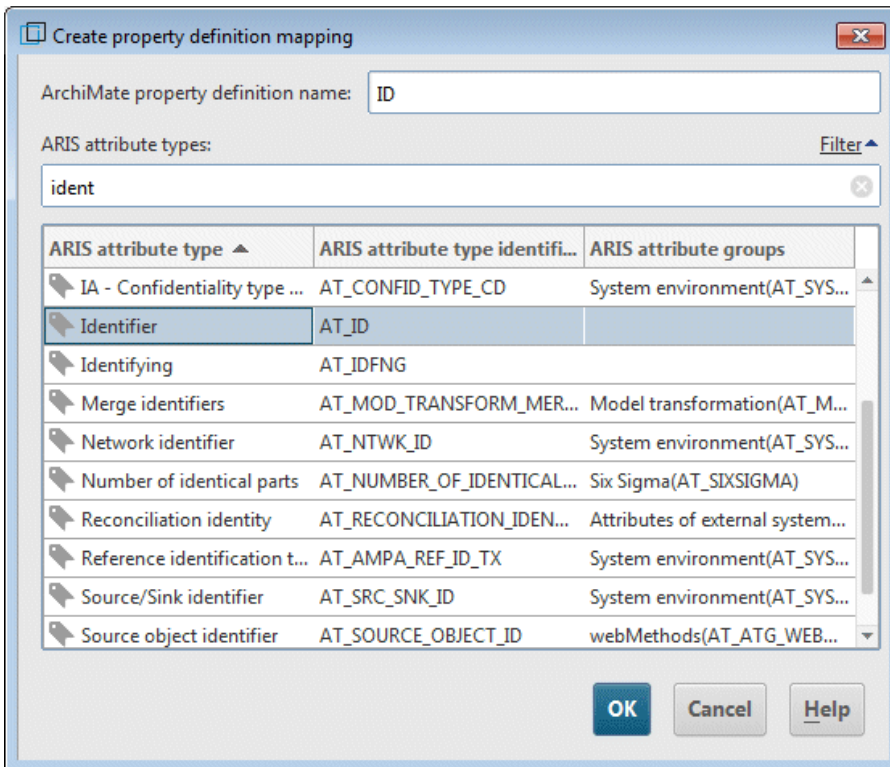 Create property definition mapping
ArchiMate property definition name: ID
ARIS attribute types: Filter
ident
ARIS attribute type ARIS attribute type identifi... ARIS attribute groups
IA - Confidentiality type ... AT_CONFID_TYPE_CD System environment(AT_SYS...
Identifier AT_ID
Identifying AT_IDFNG
Merge identifiers AT_MOD_TRANSFORM_MER... Model transformation(AT_M...
Network identifier AT_NTWK_ID System environment(AT_SYS...
Number of identical parts AT_NUMBER_OF_IDENTICAL... Six Sigma(AT_SIXSIGMA)
Reconciliation identity AT_RECONCILIATION_IDEN... Attributes of external system...
Reference identification t... AT_AMPA_REF_ID_TX System environment(AT_SYS...
Source/Sink identifier AT_SRC_SNK_ID System environment(AT_SYS...
Source object identifier AT_SOURCE_OBJECT_ID webMethods(AT_ATG_WEB...
OK Cancel Help